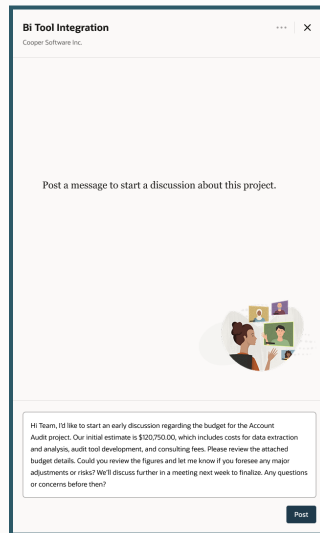 Bi Tool Integration
Cooper Software Inc.
Post a message to start a discussion about this project.
Hi Team, I'd like to start an early discussion regarding the budget for the Account
Audit project. Our initial estimate is $120,750.00, which includes costs for data extraction
and analysis, audit tool development, and consulting fees. Please review the attached
budget details. Could you review the figures and let me know if you foresee any major
adjustments or risks? We'll discuss further in a meeting next week to finalize. Any questions
or concerns before then?
Post